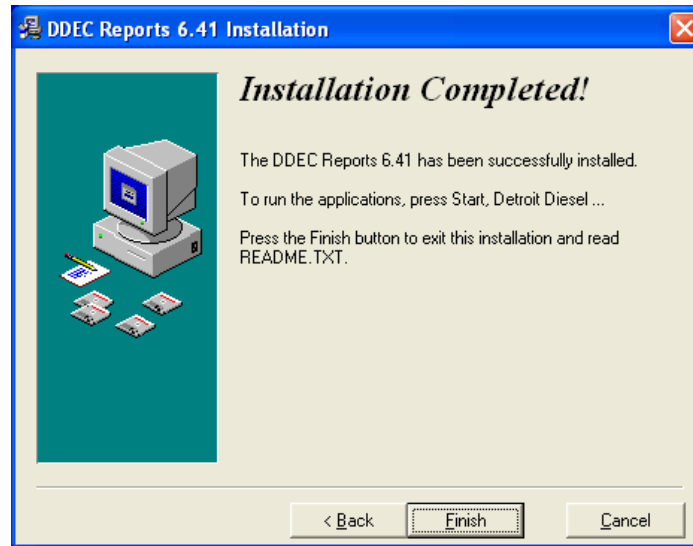 DDEC Reports 6.41 Installation
Installation Completed!
The DDEC Reports 6.41 has been successfully installed.
To run the applications, press Start, Detroit Diesel ...
Press the Finish button to exit this installation and read
README.TXT.
< Back Finish Cancel